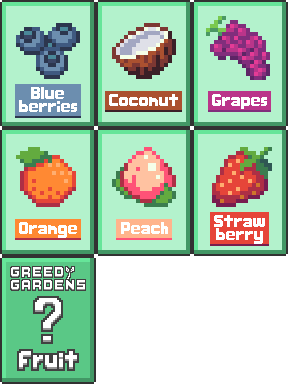 Blue
berries
Coconut
Grapes
Orange
Peach
Straw
berry
GREEDY
GARDENS
?
Fruit